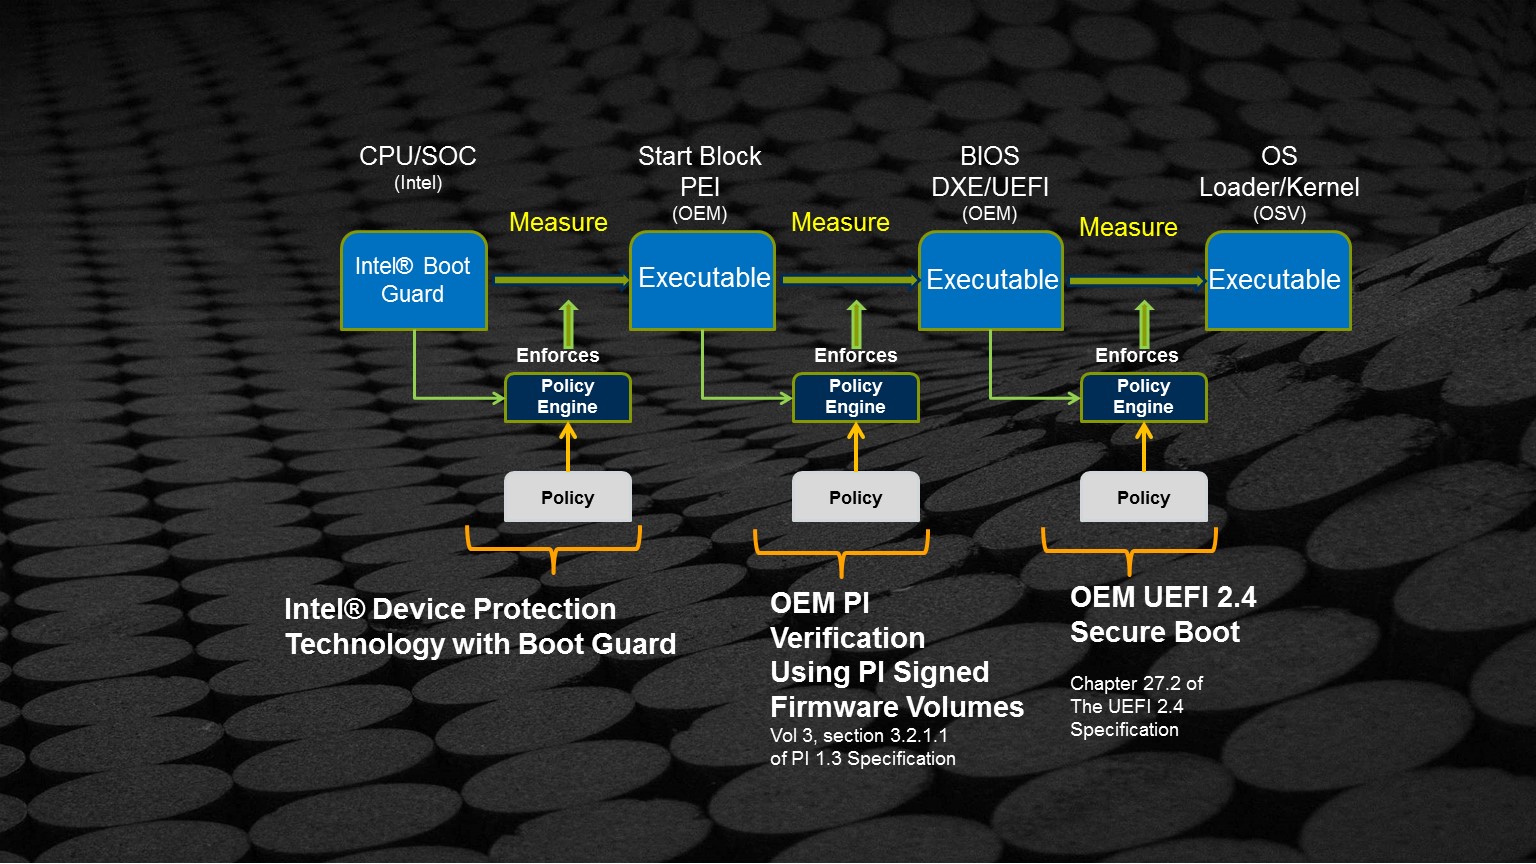 CPU/SOC
(Intel)
Start Block
PEI
(OEM)
BIOS
DXE/UEFI
(OEM)
OS
Loader/Kernel
(OSV)
Measure
Measure
Measure
Intel® Boot
Guard
Executable
Executable
Executable
Enforces
Enforces
Enforces
Policy
Engine
Policy
Engine
Policy
Engine
Policy
Policy
Policy
Intel® Device Protection
Technology with Boot Guard
OEM PI
Verification
Using PI Signed
Firmware Volumes
Vol 3, section 3.2.1.1
of PI 1.3 Specification
OEM UEFI 2.4
Secure Boot
Chapter 27.2 of
The UEFI 2.4
Specification